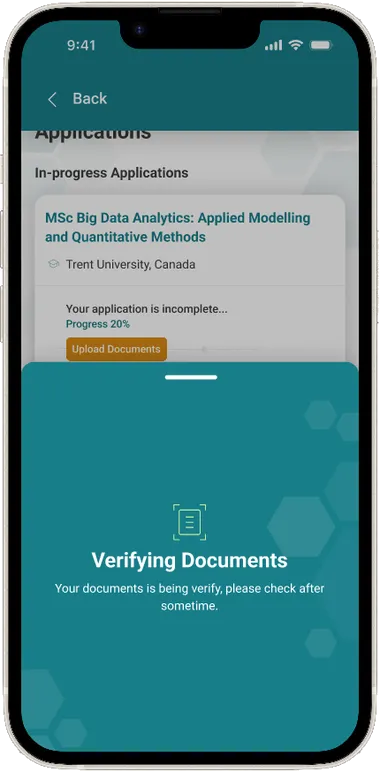 9:41
Back
Applications
In-progress Applications
MSc Big Data Analytics: Applied Modelling
and Quantitative Methods
Trent University, Canada
Your application is incomplete...
Progress 20%
Upload Documents
Verifying Documents
Your documents is being verify, please check after
sometime.